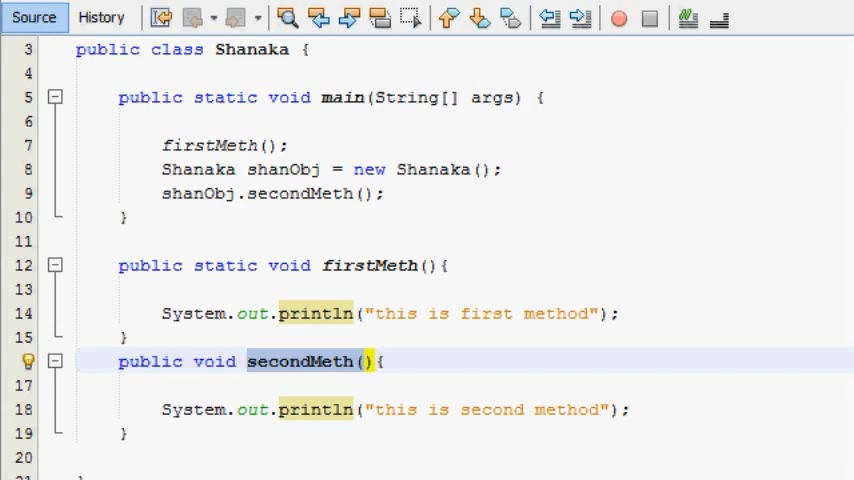 Source History
3 public class Shanaka {
4
5 public static void main(String[] args) {
6
7 firstMeth();
8 Shanaka shanObj = new Shanaka();
9 shanObj.secondMeth();
10 }
11
12 public static void firstMeth(){
13
14 System.out.println("this is first method");
15 }
public void secondMeth(){
17
18 System.out.println("this is second method");
19 }
20